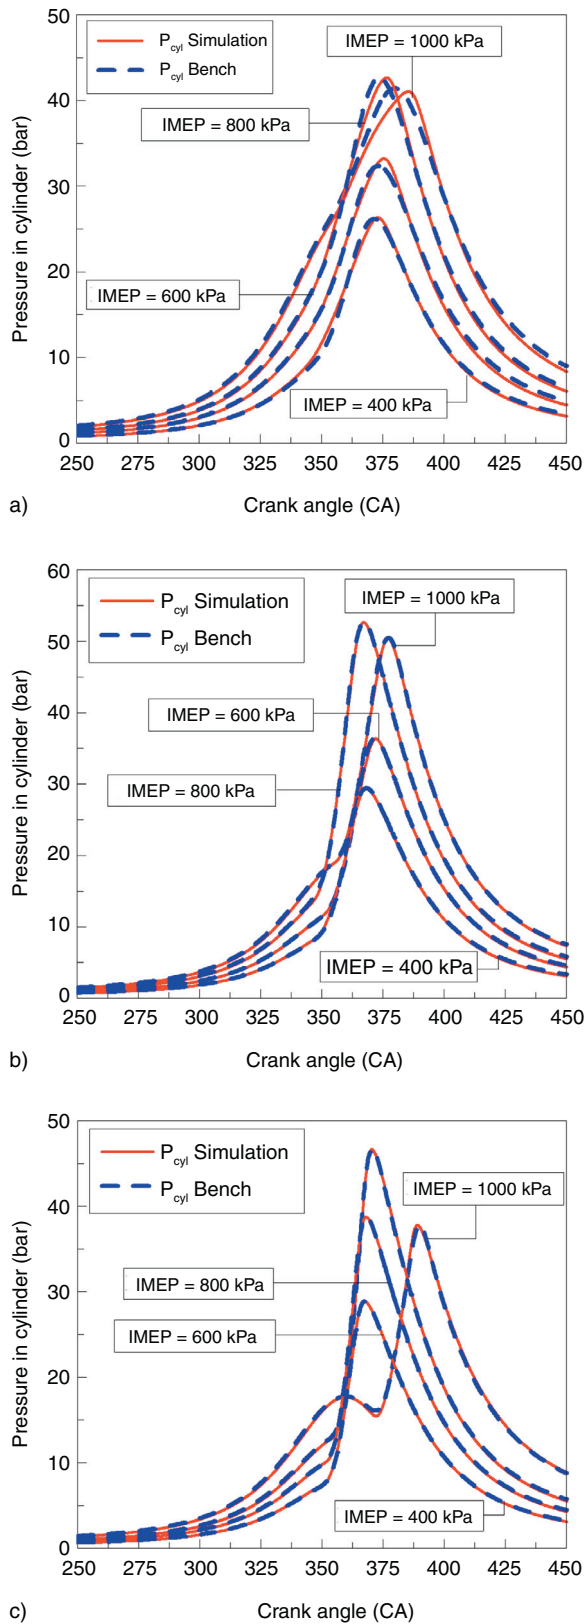 50
P_cyl Simulation
P_cyl Bench
IMEP = 1000 kPa
40
IMEP = 800 kPa
30
Pressure in cylinder (bar)
20
IMEP = 600 kPa
10
IMEP = 400 kPa
0
250 275 300 325 350 375 400 425 450
a) Crank angle (CA)
60
P_cyl Simulation
P_cyl Bench
IMEP = 1000 kPa
50
40
IMEP = 600 kPa
Pressure in cylinder (bar)
30
IMEP = 800 kPa
20
10
IMEP = 400 kPa
0
250 275 300 325 350 375 400 425 450
b) Crank angle (CA)
50
P_cyl Simulation
P_cyl Bench
IMEP = 1000 kPa
40
Pressure in cylinder (bar)
30
IMEP = 800 kPa
IMEP = 600 kPa
20
10
IMEP = 400 kPa
0
250 275 300 325 350 375 400 425 450
c) Crank angle (CA)